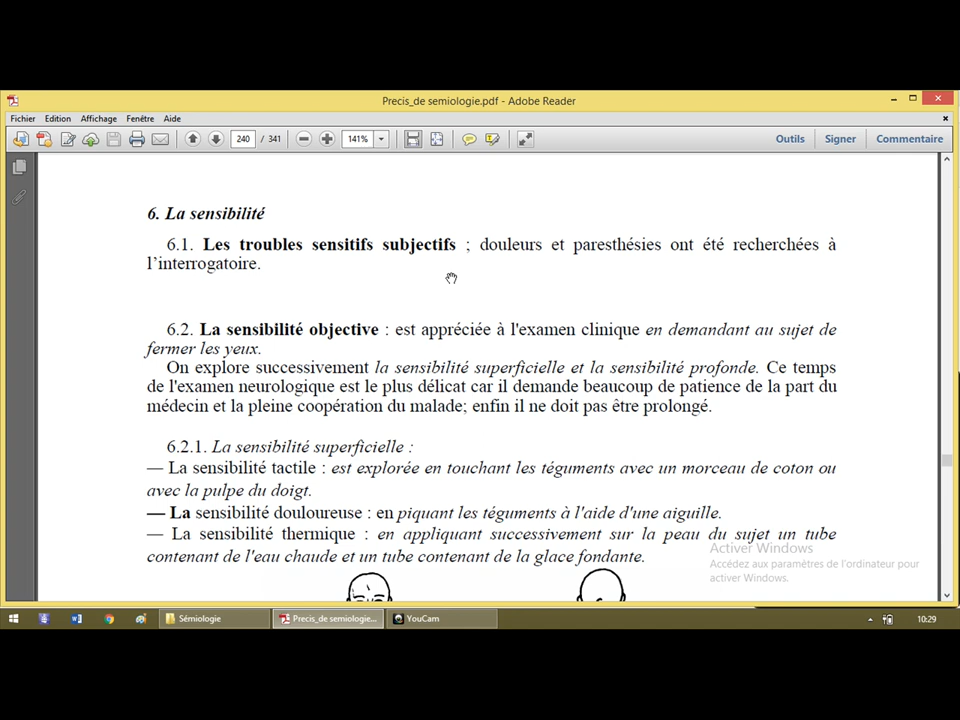 Precis_de semiologie.pdf - Adobe Reader
Fichier Edition Affichage Fenêtre Aide
240 / 341 141% Outils Signer Commentaire
6. La sensibilité
6.1. Les troubles sensitifs subjectifs ; douleurs et paresthésies ont été recherchées à
l’interrogatoire.
6.2. La sensibilité objective : est appréciée à l'examen clinique en demandant au sujet de
fermer les yeux.
On explore successivement la sensibilité superficielle et la sensibilité profonde. Ce temps
de l'examen neurologique est le plus délicat car il demande beaucoup de patience de la part du
médecin et la pleine coopération du malade; enfin il ne doit pas être prolongé.
6.2.1. La sensibilité superficielle :
— La sensibilité tactile : est explorée en touchant les téguments avec un morceau de coton ou
avec la pulpe du doigt.
— La sensibilité douloureuse : en piquant les téguments à l'aide d'une aiguille.
— La sensibilité thermique : en appliquant successivement sur la peau du sujet un tube
contenant de l'eau chaude et un tube contenant de la glace fondante.
Activer Windows
Accédez aux paramètres de l'ordinateur pour
activer Windows.
Sémiologie Precis_de semiologie... YouCam 10:29